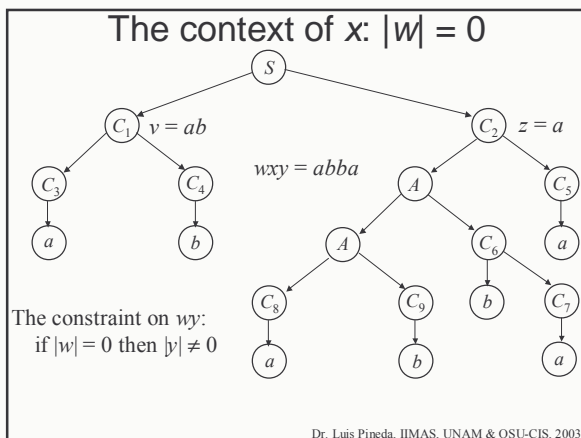 The context of x: |w| = 0
S
C₁ v = ab C₂ z = a
C₃ C₄ wxy = abba A C₅
a b A C₆ a
C₈ C₉ b C₇
The constraint on wy:
if |w| = 0 then |y| ≠ 0
a b a
Dr. Luis Pineda, IIMAS, UNAM & OSU-CIS, 2003